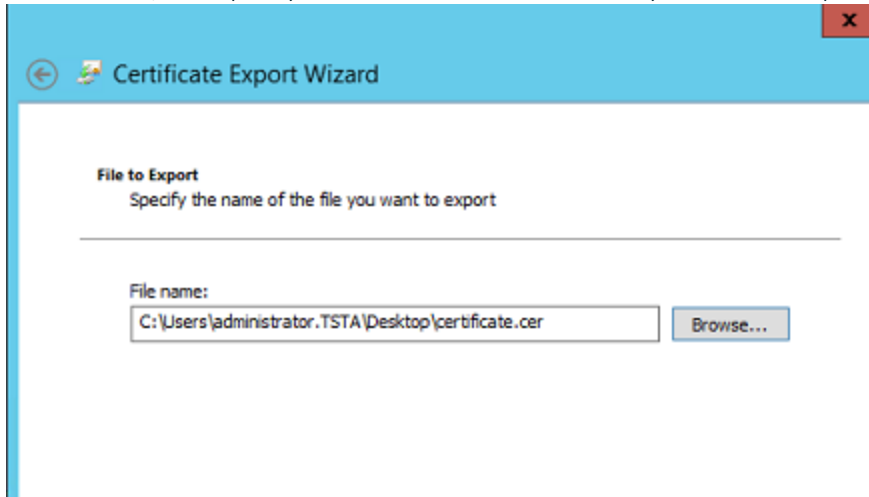 Certificate Export Wizard
File to Export
Specify the name of the file you want to export
File name:
C:\Users\administrator.TSTA\Desktop\certificate.cer
Browse...